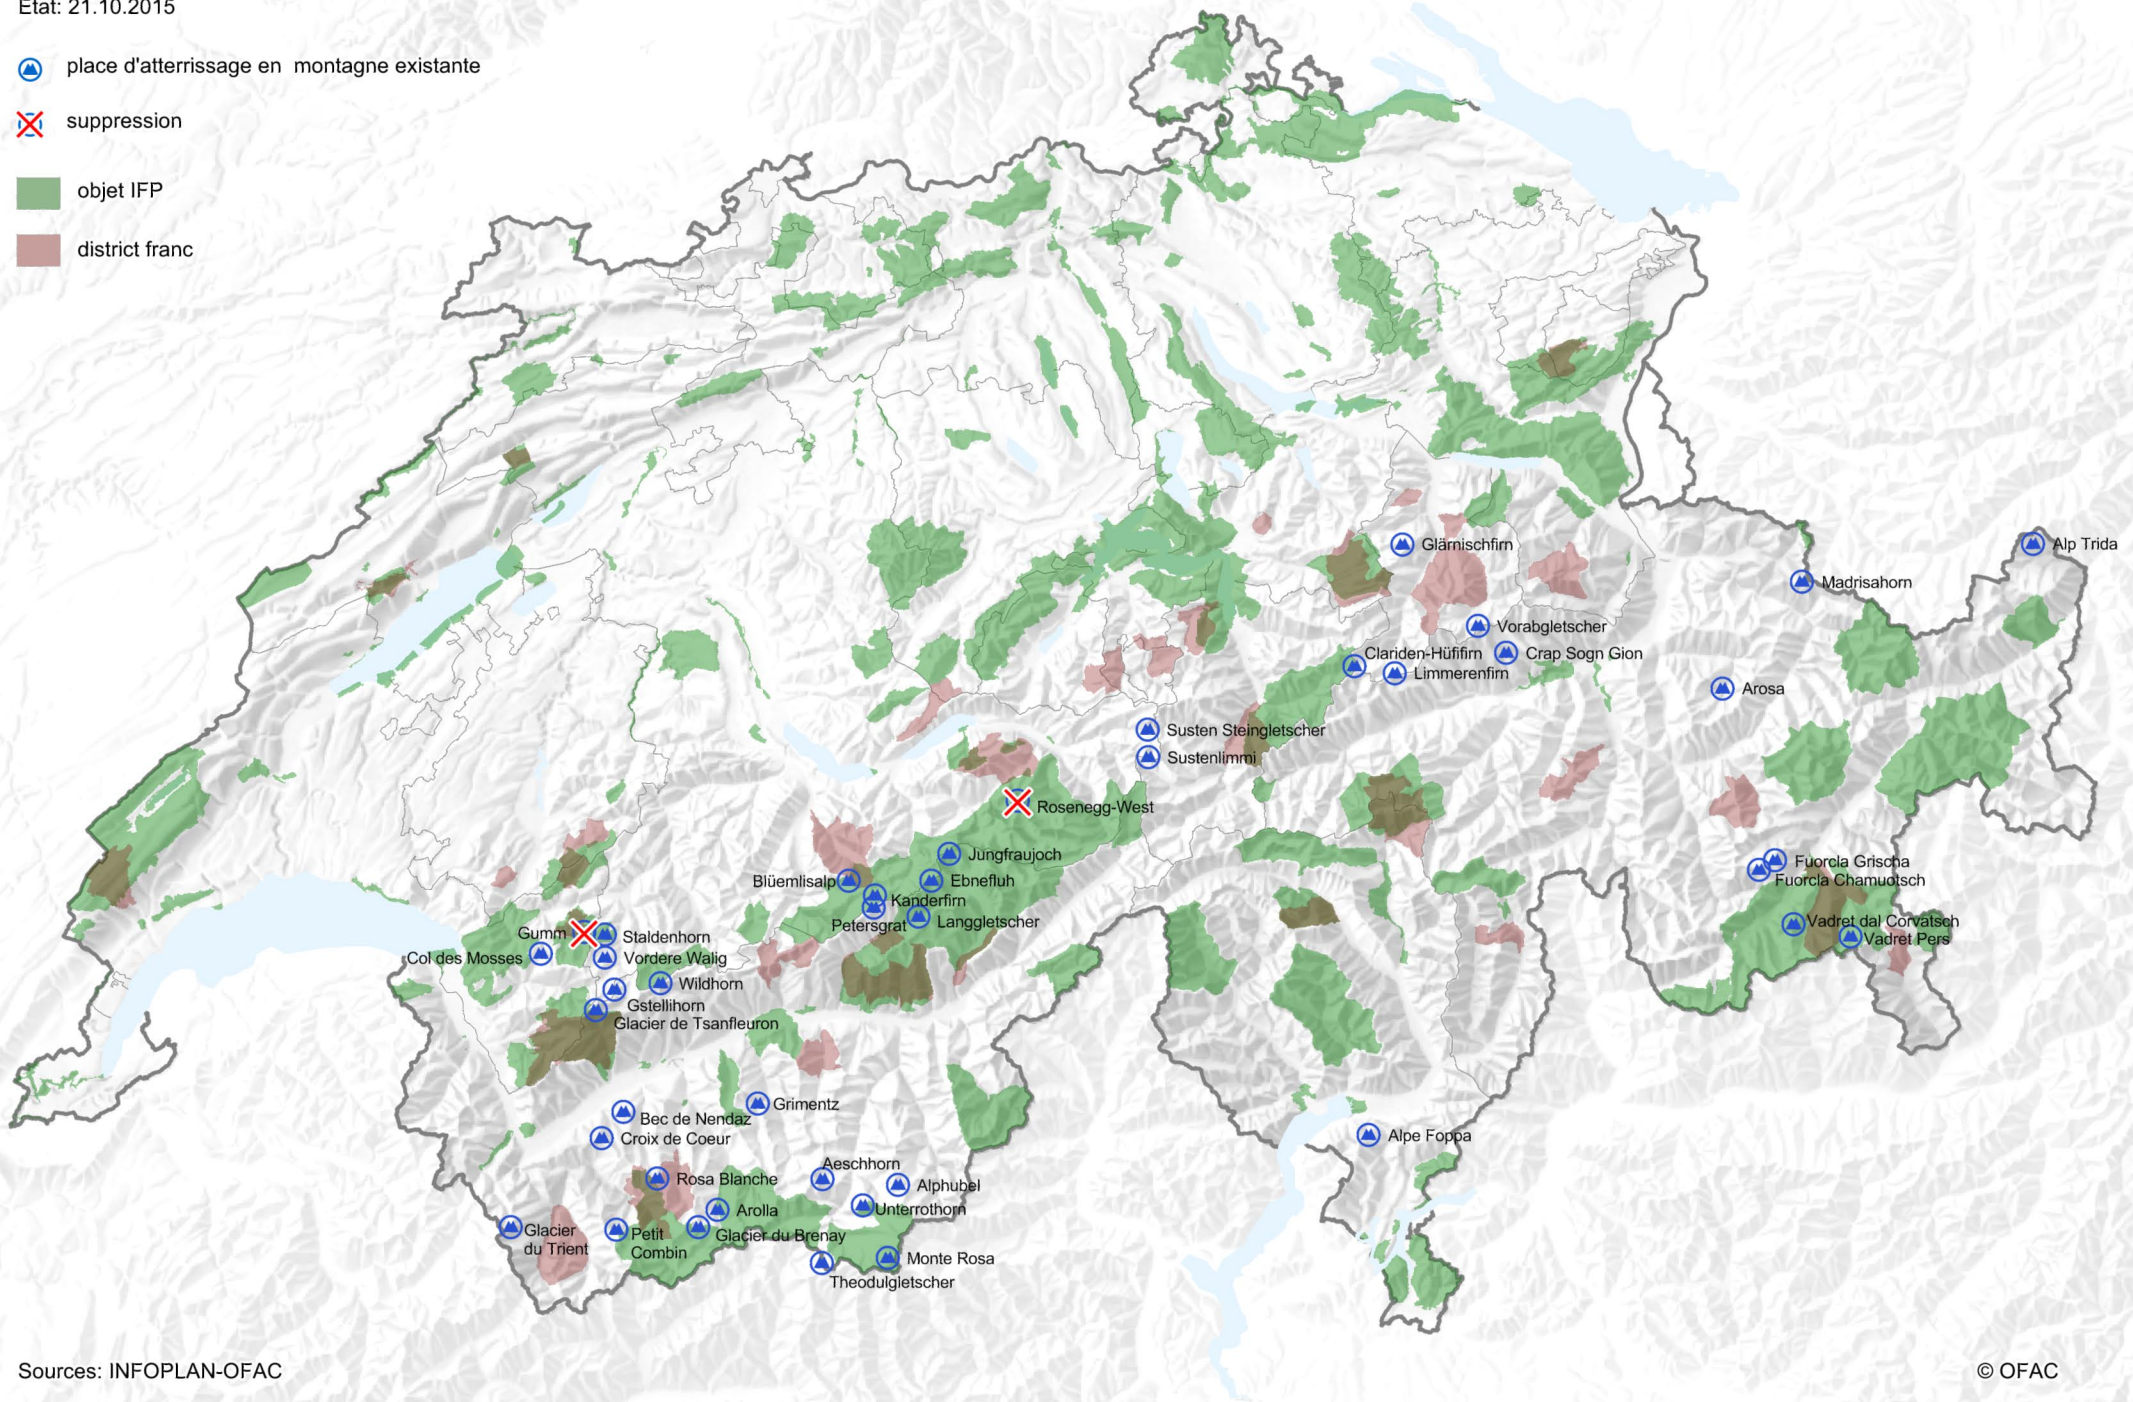 Etat: 21.10.2015
place d'atterrissage en montagne existante
suppression
objet IFP
district franc
Glärnischfirn
Alp Trida
Madrisahorn
Vorabgletscher
Clariden-Hüfifirn
Crap Sogn Gion
Limmerenfirn
Arosa
Susten Steingletscher
Sustenlimmi
Rosenegg-West
Jungfraujoch
Blüemlisalp
Ebnefluh
Kanderfirn
Petersgrat
Langgletscher
Fuorcla Grischa
Fuorcla Chamuotsch
Vadret dal Corvatsch
Vadret Pers
Gumm
Staldenhorn
Col des Mosses
Vordere Walig
Wildhorn
Gstellihorn
Glacier de Tsanfleuron
Grimentz
Bec de Nendaz
Croix de Coeur
Alpe Foppa
Aeschhorn
Rosa Blanche
Alphubel
Arolla
Unterrothorn
Glacier
du Trient
Petit
Combin
Glacier du Brenay
Monte Rosa
Theodulgletscher
Sources: INFOPLAN-OFAC
© OFAC